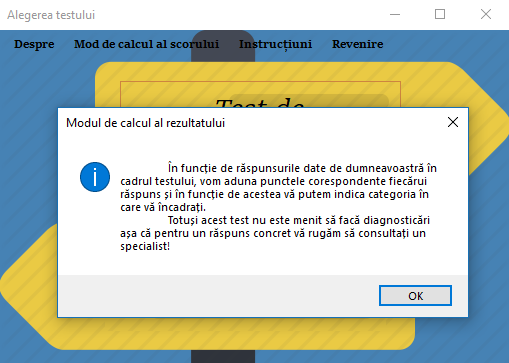 Alegerea testului
Despre Mod de calcul al scorului Instrucțiuni Revenire
Test de
Modul de calcul al rezultatului
În funcție de răspunsurile date de dumneavoastră în
cadrul testului, vom aduna punctele corespondente fiecărui
răspuns și în funcție de acestea vă putem indica categoria în
care vă încadrați.
Totuși acest test nu este menit să facă diagnosticări
așa că pentru un răspuns concret vă rugăm să consultați un
specialist!
OK